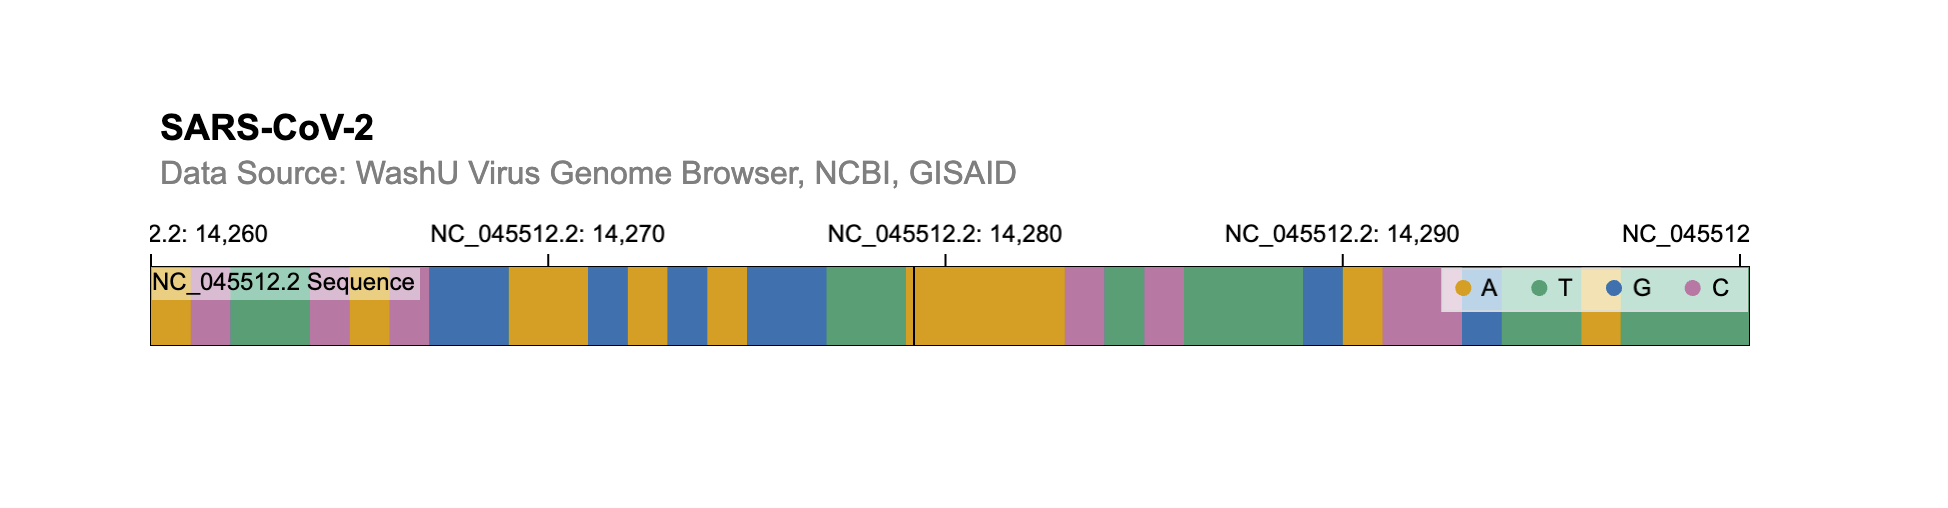 SARS-CoV-2
Data Source: WashU Virus Genome Browser, NCBI, GISAID
2.2: 14,260 NC_045512.2: 14,270 NC_045512.2: 14,280 NC_045512.2: 14,290 NC_045512
NC_045512.2 Sequence A T G C